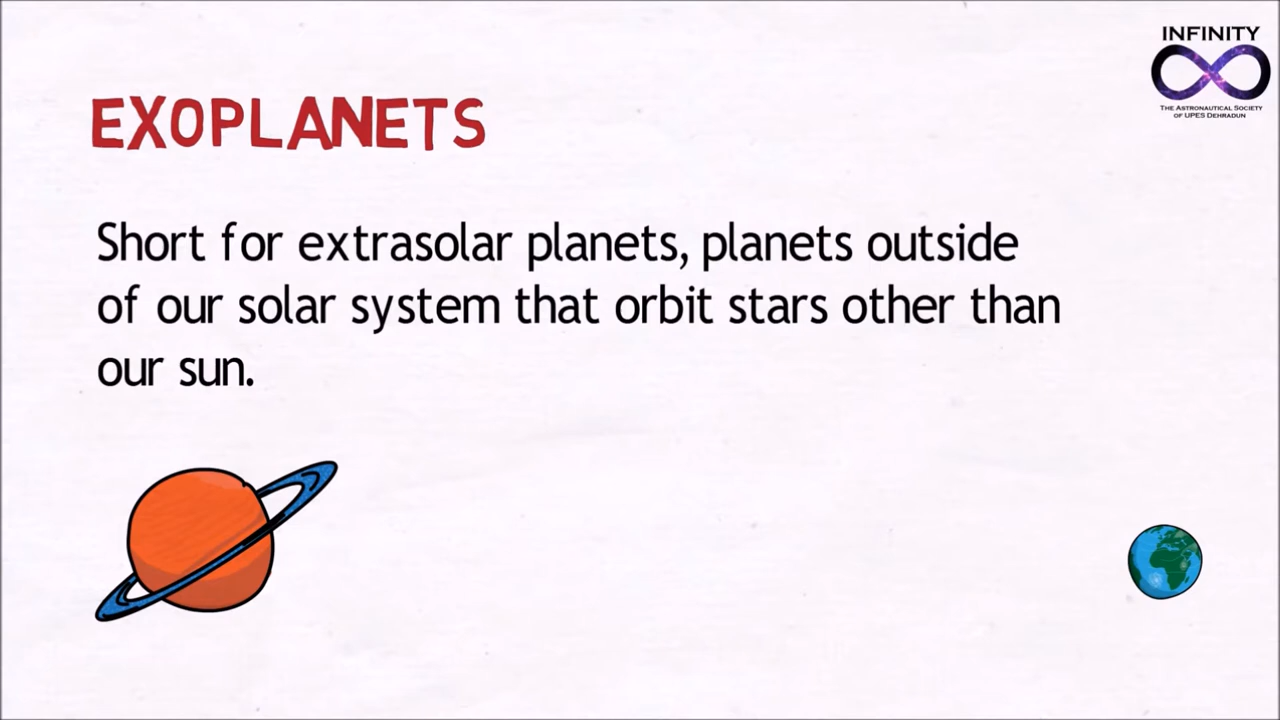 INFINITY
The Astronautical Society
of UPES Dehradun
EXOPLANETS
Short for extrasolar planets, planets outside
of our solar system that orbit stars other than
our sun.